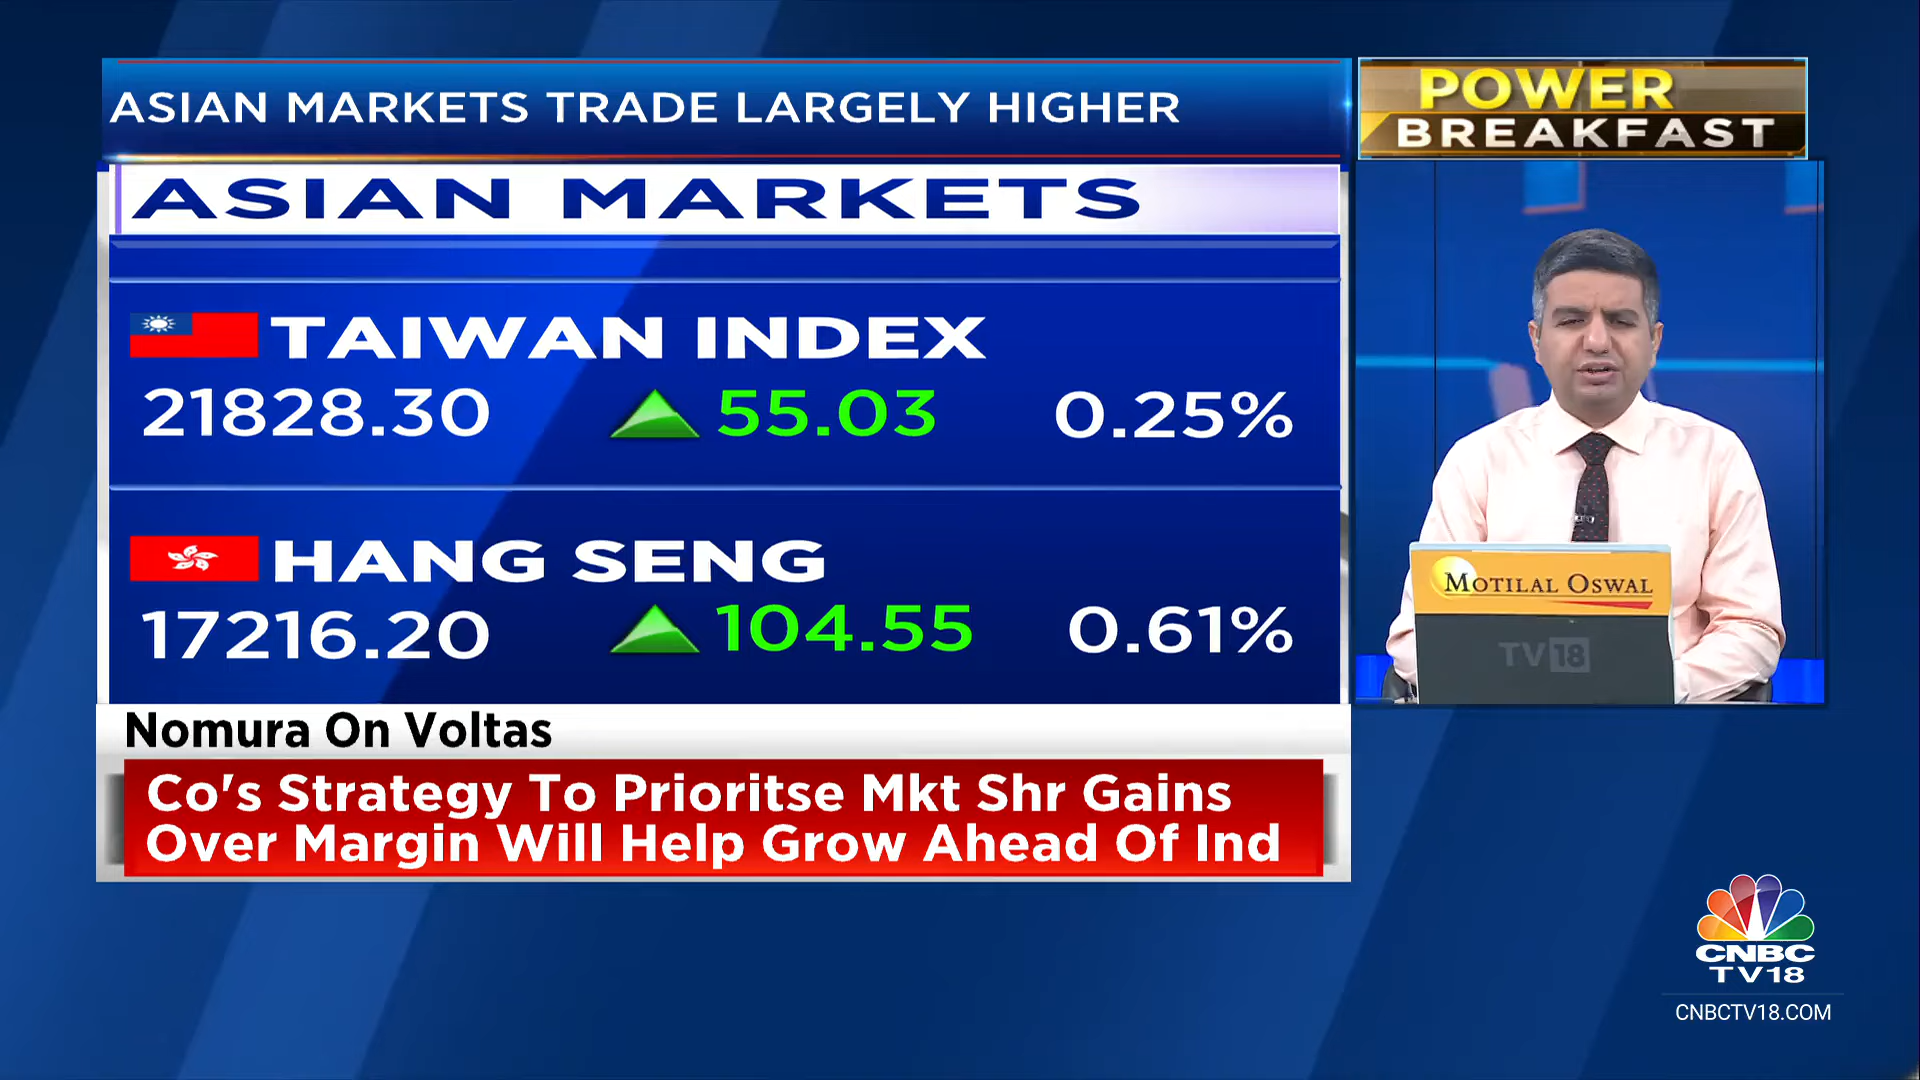 ASIAN MARKETS TRADE LARGELY HIGHER
POWER
BREAKFAST
ASIAN MARKETS
TAIWAN INDEX
21828.30 55.03 0.25%
HANG SENG
17216.20 104.55 0.61%
MOTILAL OSWAL
TV18
Nomura On Voltas
Co's Strategy To Prioritse Mkt Shr Gains
Over Margin Will Help Grow Ahead Of Ind
CNBC
TV18
CNBCTV18.COM